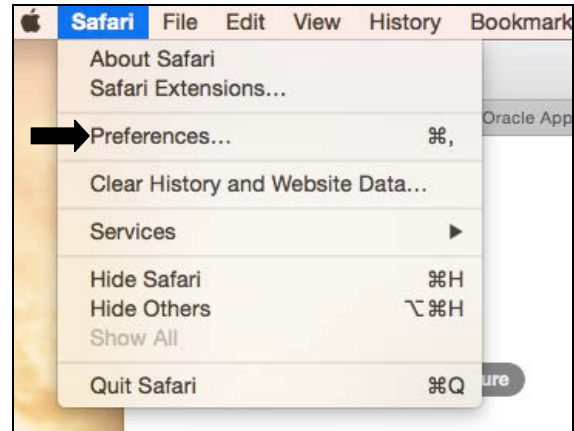 Safari File Edit View History Bookmark
About Safari
Safari Extensions...
Oracle App
Preferences... ⌘,
Clear History and Website Data...
Services ▶
Hide Safari ⌘H
Hide Others ⌥⌘H
Show All
Quit Safari ⌘Q
ure